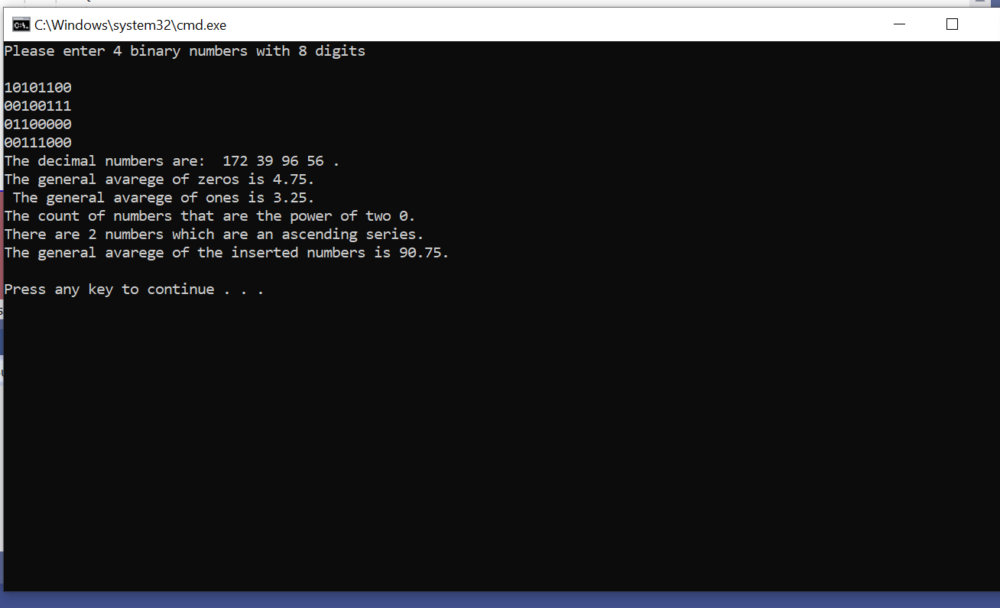 C:\Windows\system32\cmd.exe
Please enter 4 binary numbers with 8 digits
10101100
00100111
01100000
00111000
The decimal numbers are:  172 39 96 56 .
The general avarege of zeros is 4.75.
 The general avarege of ones is 3.25.
The count of numbers that are the power of two 0.
There are 2 numbers which are an ascending series.
The general avarege of the inserted numbers is 90.75.
Press any key to continue . . .